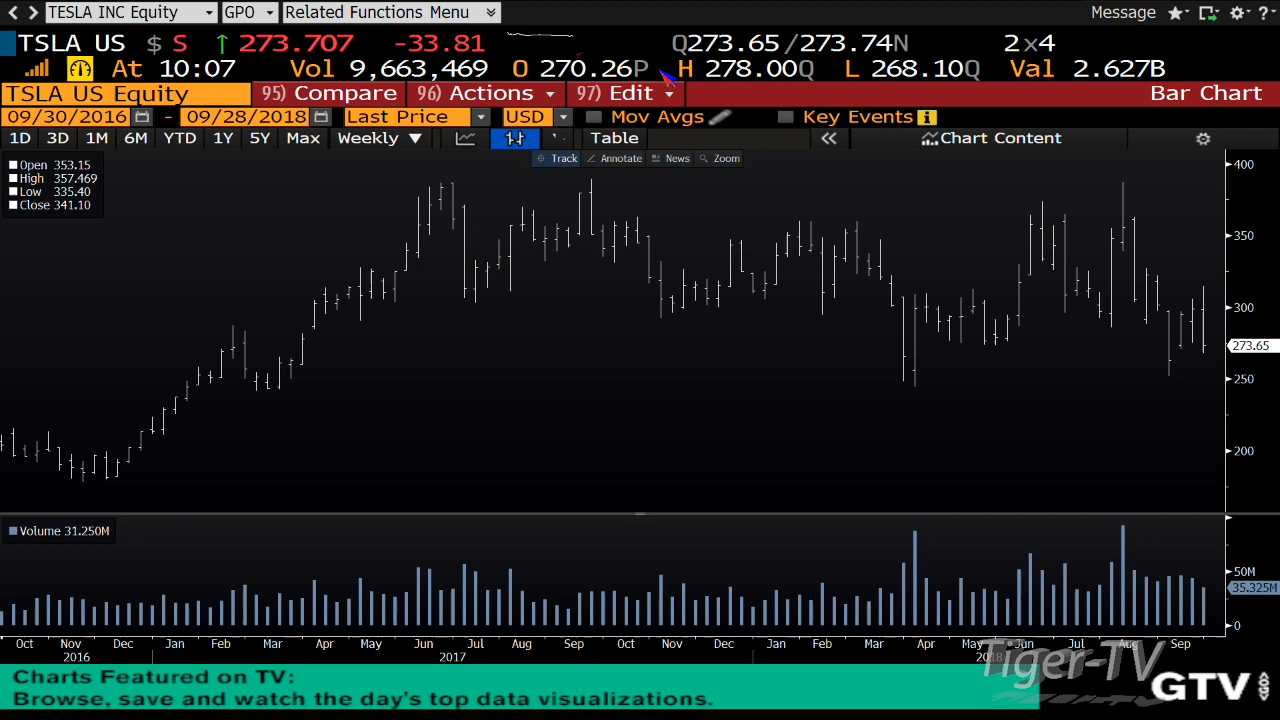 TESLA INC Equity GPO Related Functions Menu Message ?
TSLA US $ S ↑ 273.707 -33.81 Q273.65/273.74N 2x4
At 10:07 Vol 9,663,469 O 270.26P H 278.00Q L 268.10Q Val 2.627B
TSLA US Equity 95) Compare 96) Actions 97) Edit Bar Chart
09/30/2016 - 09/28/2018 Last Price USD Mov Avgs Key Events
1D 3D 1M 6M YTD 1Y 5Y Max Weekly ▼ Table « Chart Content
Track Annotate News Zoom
Open 353.15
High 357.469
Low 335.40
Close 341.10
400
350
300
273.65
250
200
Volume 31.250M
50M
35.325M
0
Oct Nov Dec Jan Feb Mar Apr May Jun Jul Aug Sep Oct Nov Dec Jan Feb Mar Apr May Jun Jul Aug Sep
2016 2017 2018
Charts Featured on TV:
Browse, save and watch the day's top data visualizations.
Tiger-TV
GTV